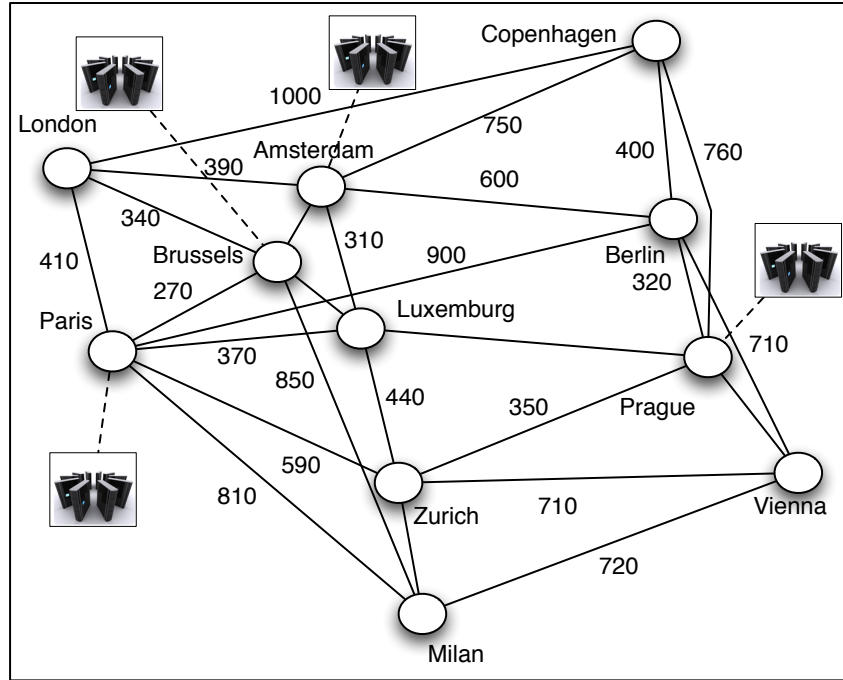 Copenhagen
1000
London
750
Amsterdam
400
760
390
600
340
310
Brussels
900
Berlin
410
320
270
Luxemburg
Paris
370
710
850
440
350
Prague
590
810
Zurich
710
Vienna
720
Milan